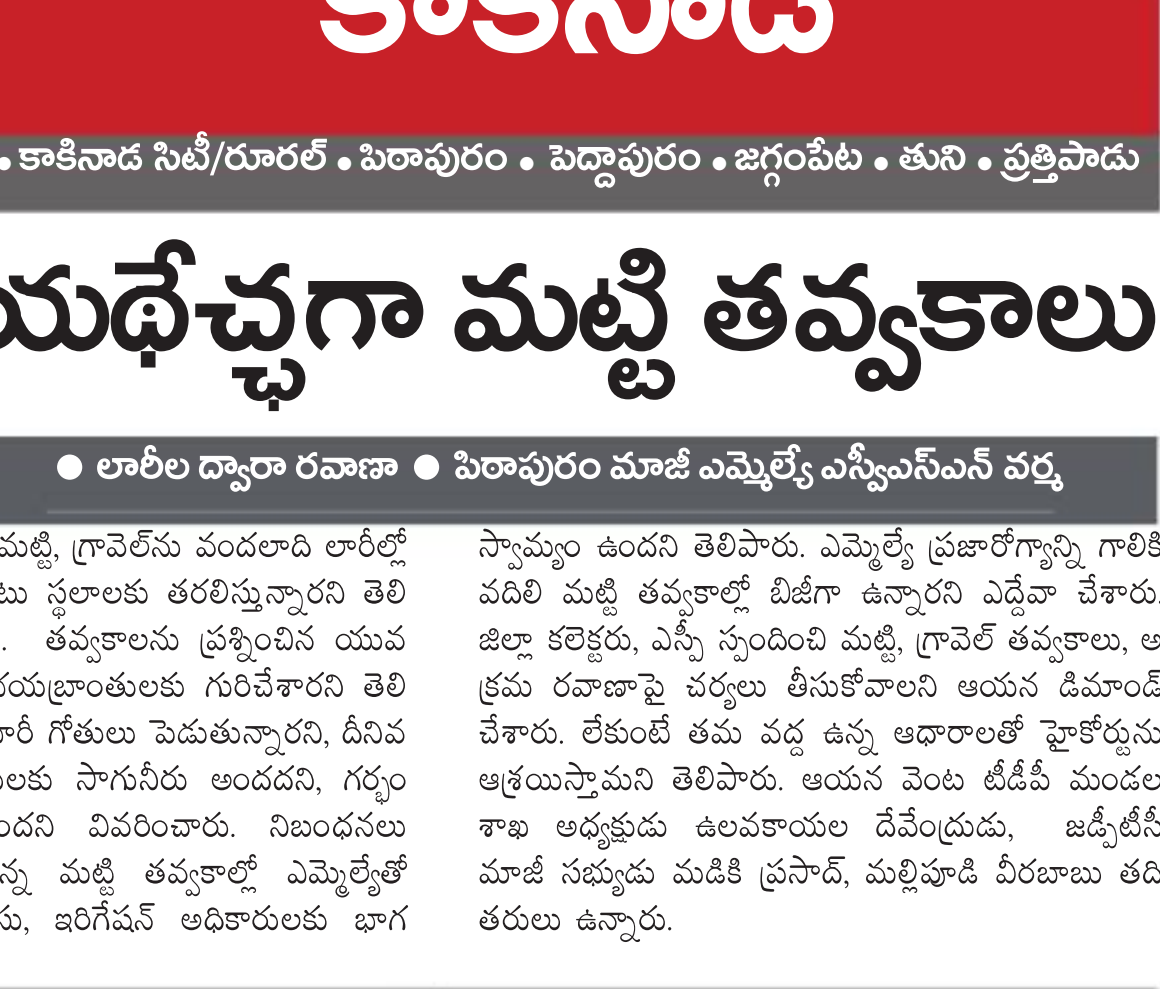 కాకినాడ
• కాకినాడ సిటీ/రూరల్ • పిఠాపురం • పెద్దాపురం • జగ్గంపేట • తుని • ప్రత్తిపాడు
యథేచ్ఛగా మట్టి తవ్వకాలు
● లారీల ద్వారా రవాణా ● పిఠాపురం మాజీ ఎమ్మెల్యే ఎస్వీఎస్ఎన్ వర్మ
మట్టి, గ్రావెల్‌ను వందలాది లారీల్లో
టు స్థలాలకు తరలిస్తున్నారని తెలి
. తవ్వకాలను ప్రశ్నించిన యువ
దయబ్రాంతులకు గురిచేశారని తెలి
రీ గోతులు పెడుతున్నారని, దీనివ
లకు సాగునీరు అందదని, గర్భం
ందని వివరించారు. నిబంధనలు
న్న మట్టి తవ్వకాల్లో ఎమ్మెల్యేతో
సు, ఇరిగేషన్ అధికారులకు భాగ
స్వామ్యం ఉందని తెలిపారు. ఎమ్మెల్యే ప్రజారోగ్యాన్ని గాలికి
వదిలి మట్టి తవ్వకాల్లో బిజీగా ఉన్నారని ఎద్దేవా చేశారు.
జిల్లా కలెక్టరు, ఎస్పీ స్పందించి మట్టి, గ్రావెల్ తవ్వకాలు, అ
క్రమ రవాణాపై చర్యలు తీసుకోవాలని ఆయన డిమాండ్
చేశారు. లేకుంటే తమ వద్ద ఉన్న ఆధారాలతో హైకోర్టును
ఆశ్రయిస్తామని తెలిపారు. ఆయన వెంట టీడీపీ మండల
శాఖ అధ్యక్షుడు ఉలవకాయల దేవేంద్రుడు, జడ్పీటీసీ
మాజీ సభ్యుడు మడికి ప్రసాద్, మల్లిపూడి వీరబాబు తది
తరులు ఉన్నారు.